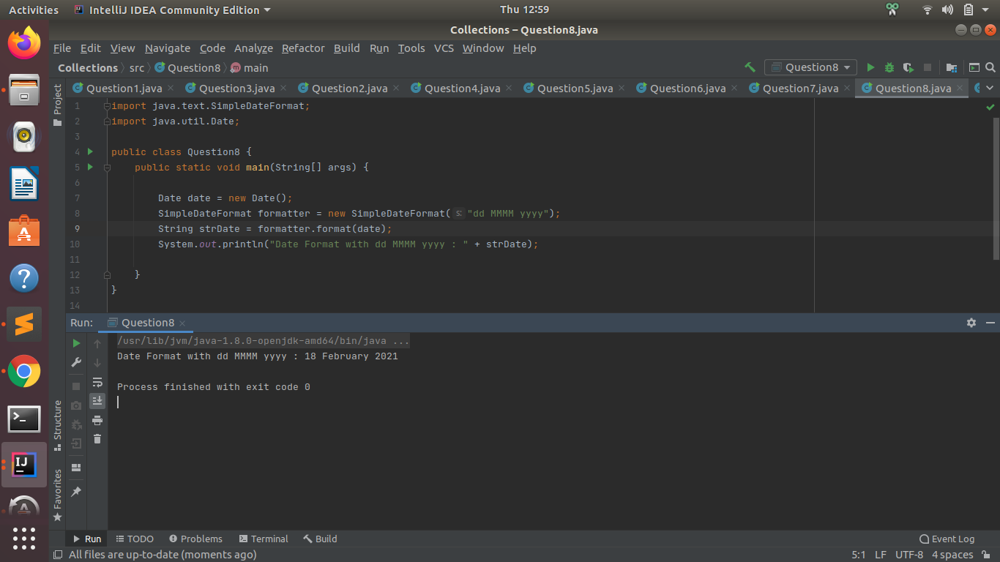 Activities IntelliJ IDEA Community Edition Thu 12:59
Collections – Question8.java
File Edit View Navigate Code Analyze Refactor Build Run Tools VCS Window Help
Collections src Question8 main Question8
Question1.java Question3.java Question2.java Question4.java Question5.java Question6.java Question7.java Question8.java
Project
1 import java.text.SimpleDateFormat;
2 import java.util.Date;
3
4 public class Question8 {
5 public static void main(String[] args) {
6
7 Date date = new Date();
8 SimpleDateFormat formatter = new SimpleDateFormat( s: "dd MMMM yyyy");
9 String strDate = formatter.format(date);
10 System.out.println("Date Format with dd MMMM yyyy : " + strDate);
11
12 }
13 }
14
Run: Question8
/usr/lib/jvm/java-1.8.0-openjdk-amd64/bin/java ...
Date Format with dd MMMM yyyy : 18 February 2021
Process finished with exit code 0
Structure
Favorites
Run TODO Problems Terminal Build Event Log
All files are up-to-date (moments ago) 5:1 LF UTF-8 4 spaces